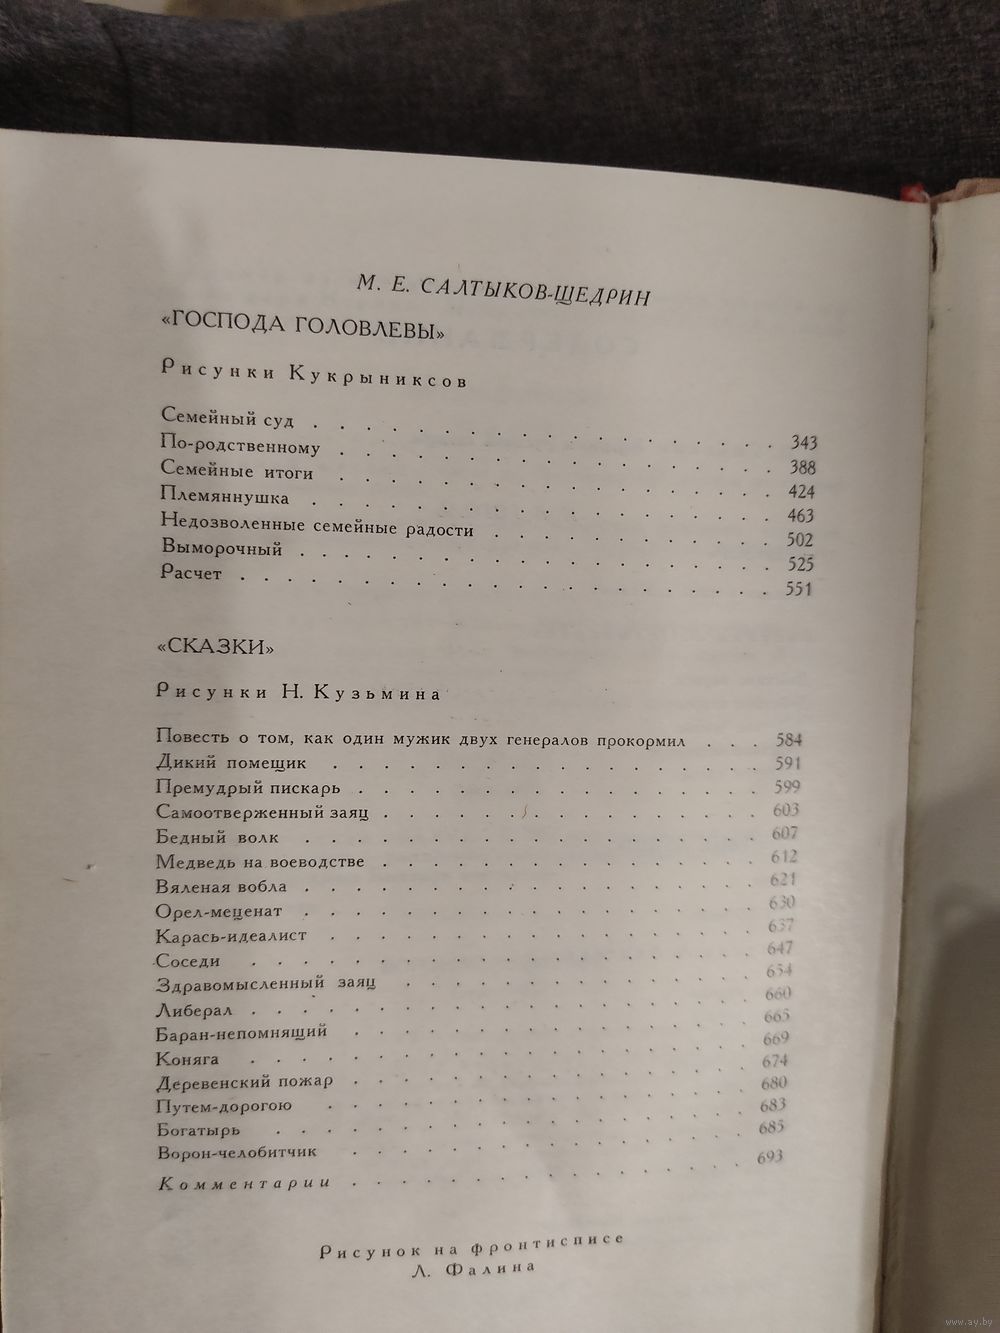 М. Е. САЛТЫКОВ-ЩЕДРИН
«ГОСПОДА ГОЛОВЛЕВЫ»
Рисунки Кукрыниксов
Семейный суд . . . . . . . . . . . . . . . . . . 343
По-родственному . . . . . . . . . . . . . . . . . 388
Семейные итоги . . . . . . . . . . . . . . . . . 424
Племяннушка . . . . . . . . . . . . . . . . . . 463
Недозволенные семейные радости . . . . . . . . . . . 502
Выморочный . . . . . . . . . . . . . . . . . . . 525
Расчет . . . . . . . . . . . . . . . . . . . . . 551
«СКАЗКИ»
Рисунки Н. Кузьмина
Повесть о том, как один мужик двух генералов прокормил . . . 584
Дикий помещик . . . . . . . . . . . . . . . . . 591
Премудрый пискарь . . . . . . . . . . . . . . . . 599
Самоотверженный заяц . . . . . . . . . . . . . . . 603
Бедный волк . . . . . . . . . . . . . . . . . . 607
Медведь на воеводстве . . . . . . . . . . . . . . . 612
Вяленая вобла . . . . . . . . . . . . . . . . . . 621
Орел-меценат . . . . . . . . . . . . . . . . . . 630
Карась-идеалист . . . . . . . . . . . . . . . . . 637
Соседи . . . . . . . . . . . . . . . . . . . . 647
Здравомысленный заяц . . . . . . . . . . . . . . 654
Либерал . . . . . . . . . . . . . . . . . . . . 660
Баран-непомнящий . . . . . . . . . . . . . . . . 665
Коняга . . . . . . . . . . . . . . . . . . . . 669
Деревенский пожар . . . . . . . . . . . . . . . . 674
Путем-дорогою . . . . . . . . . . . . . . . . . 680
Богатырь . . . . . . . . . . . . . . . . . . . 683
Ворон-челобитчик . . . . . . . . . . . . . . . . 685
Комментарии . . . . . . . . . . . . . . . . 693
Рисунок на фронтисписе
Л. Фалина
www.ay.by